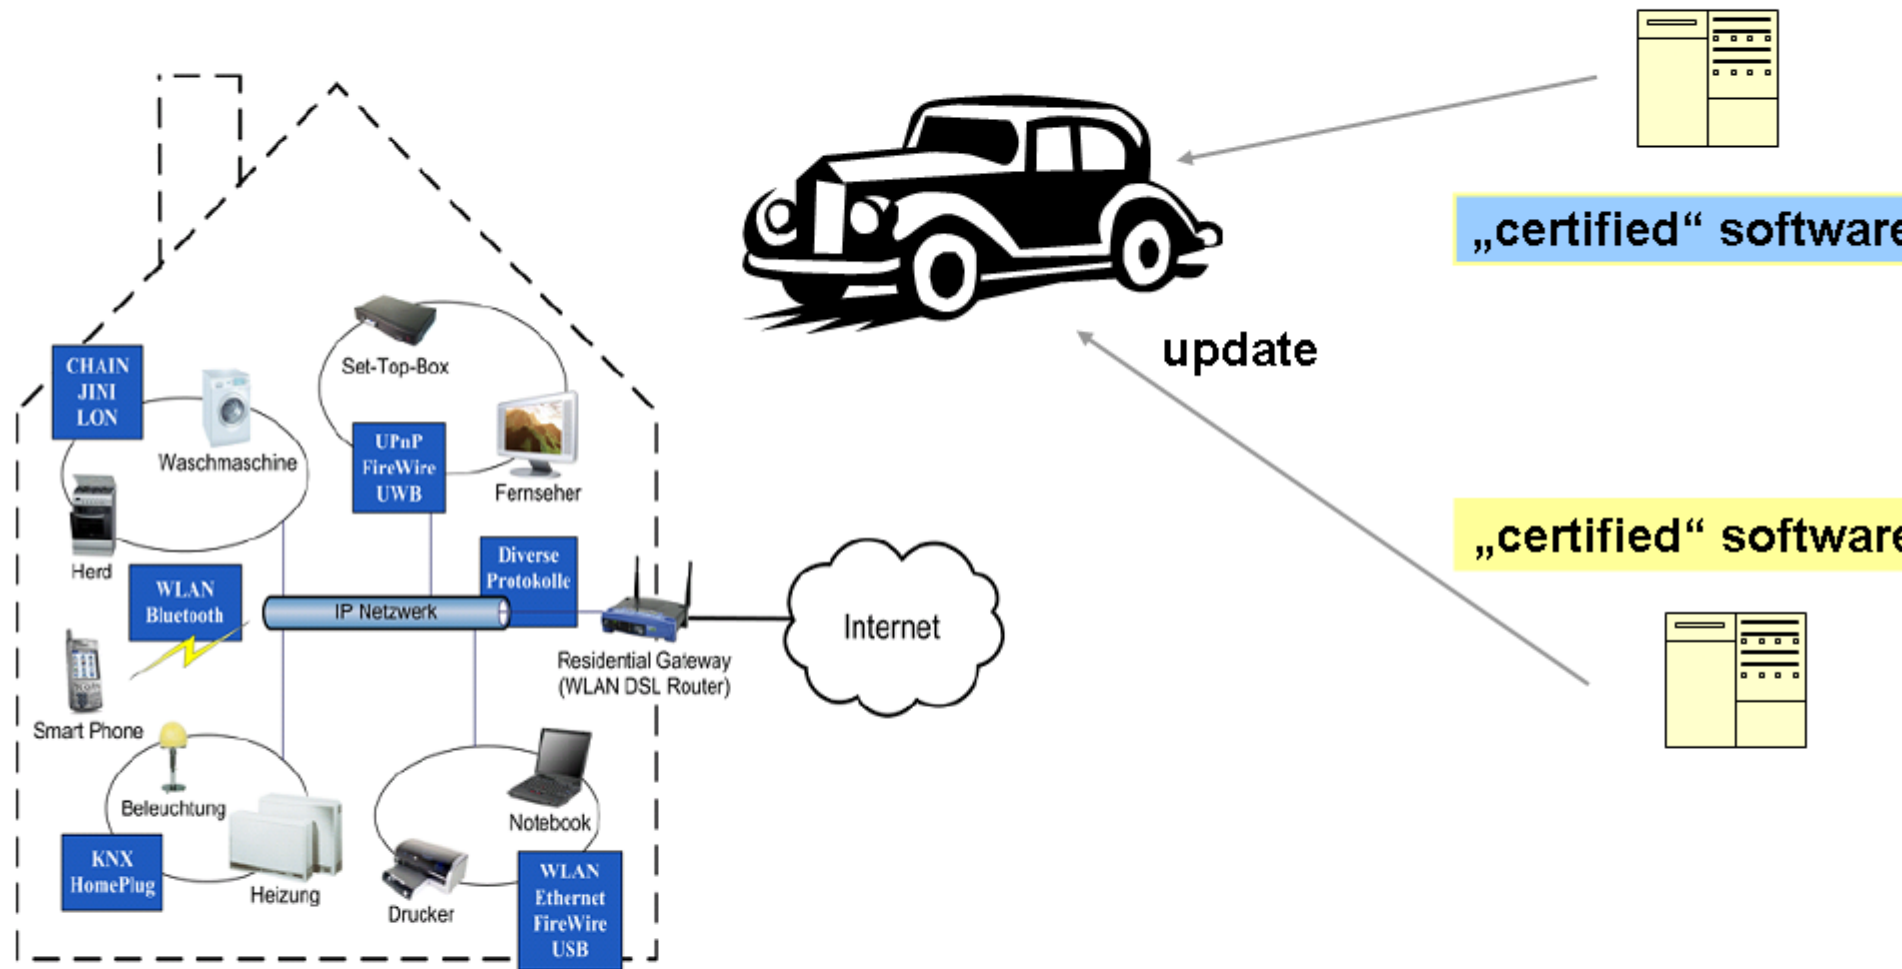 „certified“ software
update
„certified“ software
CHAIN
JINI
LON
Waschmaschine
Herd
Set-Top-Box
UPnP
FireWire
UWB
Fernseher
WLAN
Bluetooth
Smart Phone
IP Netzwerk
Diverse
Protokolle
Residential Gateway
(WLAN DSL Router)
Internet
Beleuchtung
KNX
HomePlug
Heizung
Notebook
Drucker
WLAN
Ethernet
FireWire
USB